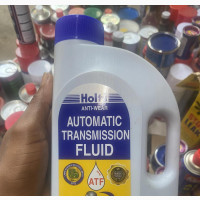 Holts
ANTI-WEAR
AUTOMATIC
TRANSMISSION
FLUID
ATF